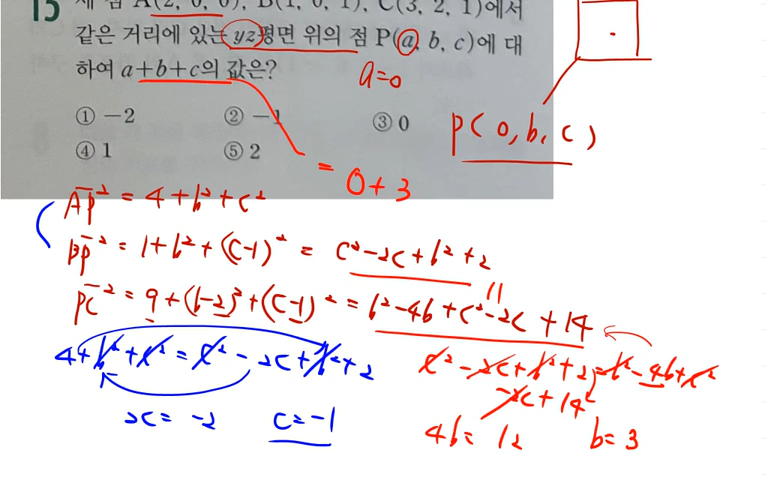 15 세 점 A(2, 0, 0), B(1, 0, 1), C(3, 2, 1)에서
같은 거리에 있는 yz평면 위의 점 P(a, b, c)에 대
하여 a+b+c의 값은?
a=0
① −2 ② −1 ③ 0
④ 1 ⑤ 2
P(0, b, c)
= 0+3
AP² = 4+b²+c²
BP² = 1+b²+(c-1)² = c²-2c+b²+2
PC² = 9+(b-2)²+(c-1)² = b²-4b+c²-2c+14
4+b²+c² = c²-2c+b²+2
2c = -2 c=-1
c²-2c+b²+2 = b²-4b+c²
-2c+14
4b = 12 b=3